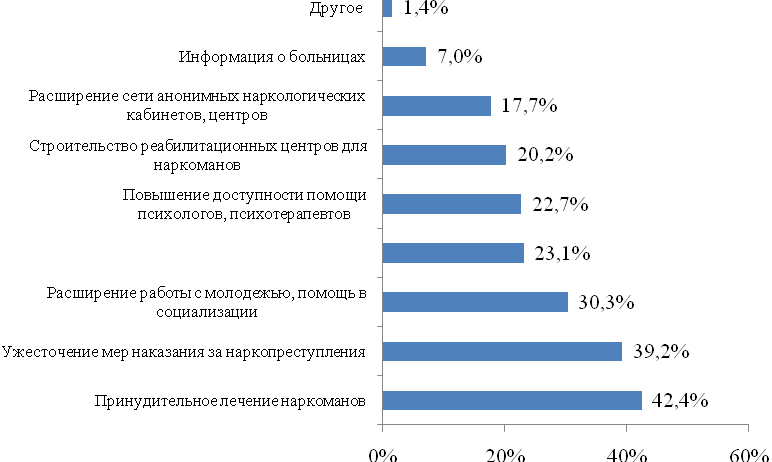 Другое
1,4%
Информация о больницах
7,0%
Расширение сети анонимных наркологических
кабинетов, центров
17,7%
Строительство реабилитационных центров для
наркоманов
20,2%
Повышение доступности помощи
психологов, психотерапевтов
22,7%
23,1%
Расширение работы с молодежью, помощь в
социализации
30,3%
Ужесточение мер наказания за наркопреступления
39,2%
Принудительное лечение наркоманов
42,4%
0%
20%
40%
60%